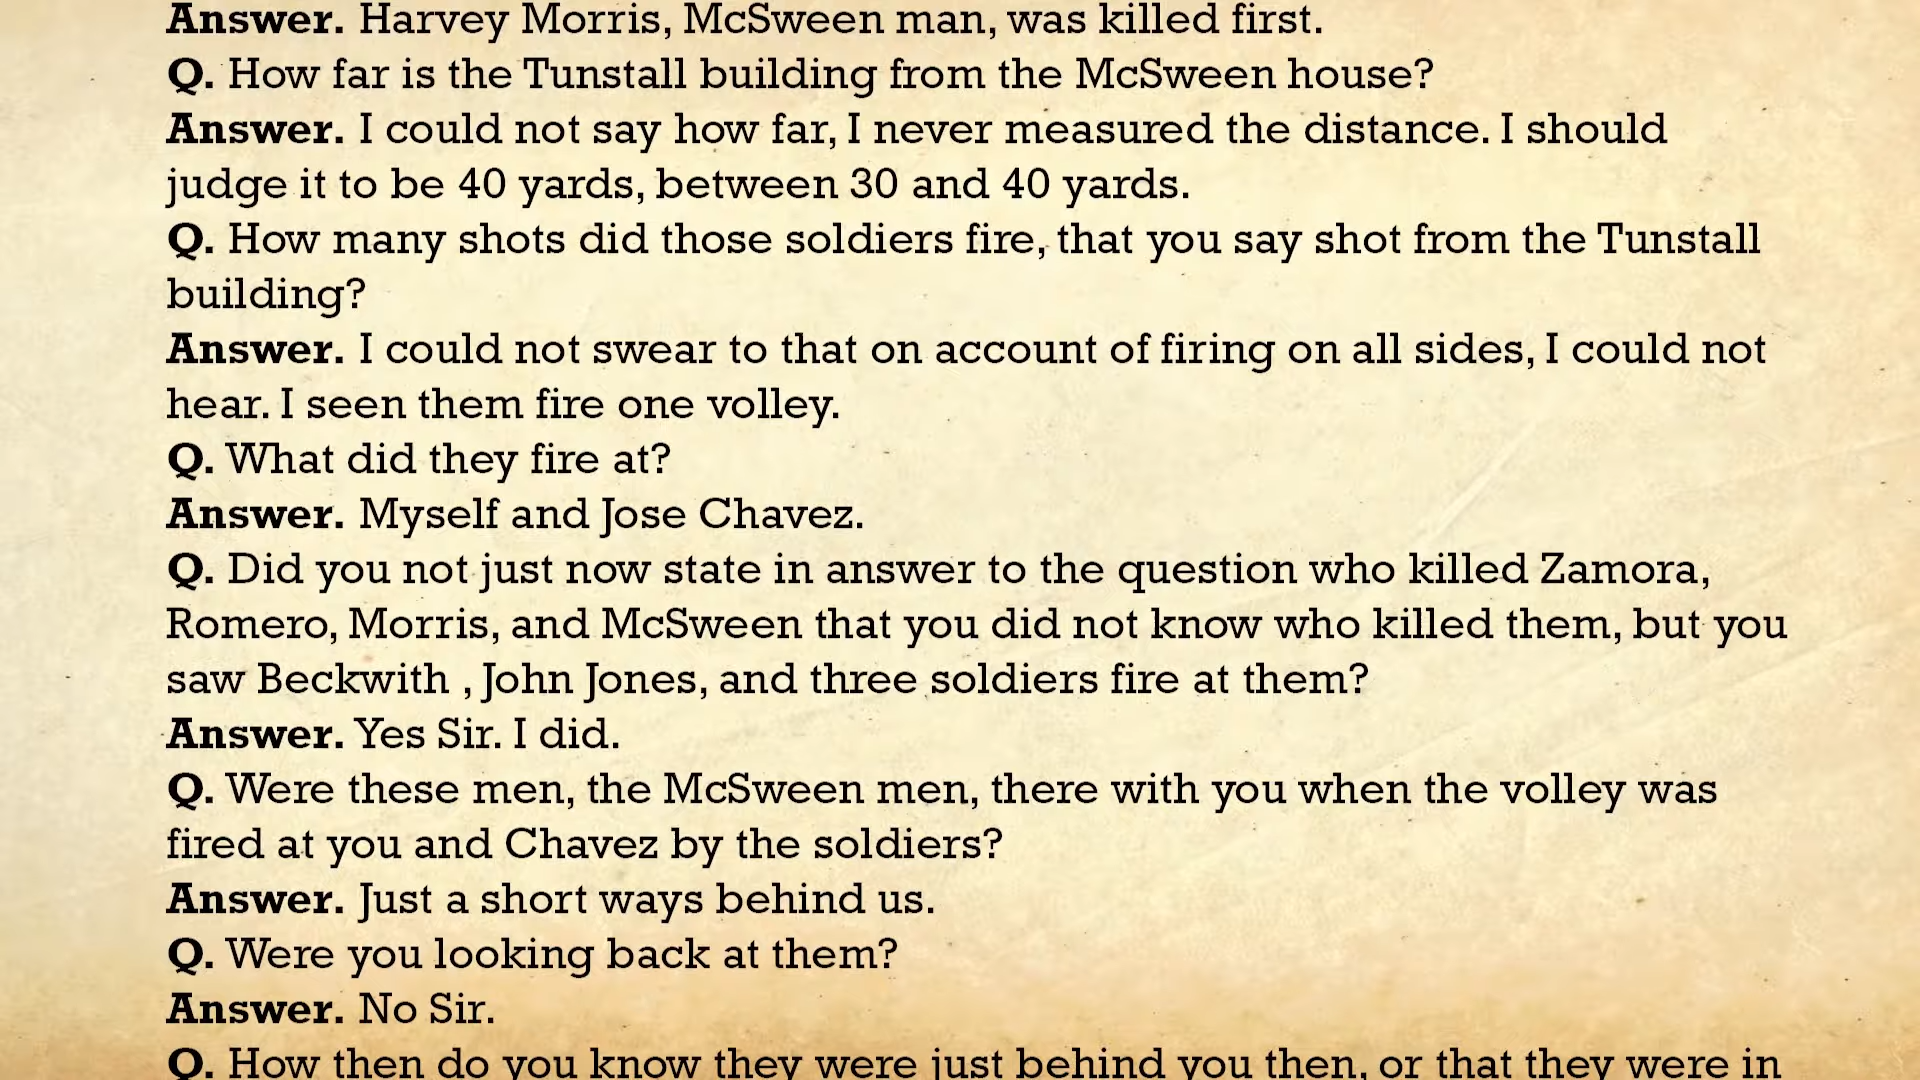 Answer. Harvey Morris, McSween man, was killed first.
Q. How far is the Tunstall building from the McSween house?
Answer. I could not say how far, I never measured the distance. I should
judge it to be 40 yards, between 30 and 40 yards.
Q. How many shots did those soldiers fire, that you say shot from the Tunstall
building?
Answer. I could not swear to that on account of firing on all sides, I could not
hear. I seen them fire one volley.
Q. What did they fire at?
Answer. Myself and Jose Chavez.
Q. Did you not just now state in answer to the question who killed Zamora,
Romero, Morris, and McSween that you did not know who killed them, but you
saw Beckwith , John Jones, and three soldiers fire at them?
Answer. Yes Sir. I did.
Q. Were these men, the McSween men, there with you when the volley was
fired at you and Chavez by the soldiers?
Answer. Just a short ways behind us.
Q. Were you looking back at them?
Answer. No Sir.
Q. How then do you know they were just behind you then, or that they were in